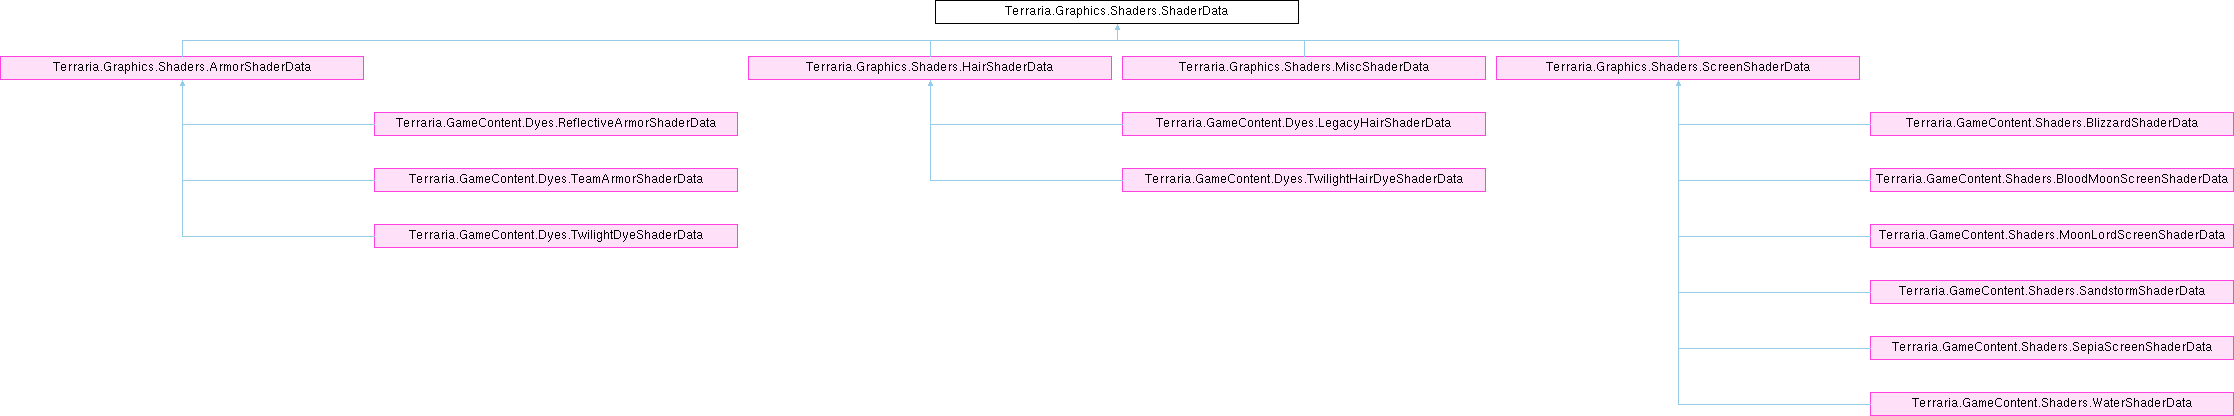 Terraria.Graphics.Shaders.ShaderData
Terraria.Graphics.Shaders.ArmorShaderData
Terraria.Graphics.Shaders.HairShaderData
Terraria.Graphics.Shaders.MiscShaderData
Terraria.Graphics.Shaders.ScreenShaderData
Terraria.GameContent.Dyes.ReflectiveArmorShaderData
Terraria.GameContent.Dyes.LegacyHairShaderData
Terraria.GameContent.Shaders.BlizzardShaderData
Terraria.GameContent.Dyes.TeamArmorShaderData
Terraria.GameContent.Dyes.TwilightHairDyeShaderData
Terraria.GameContent.Shaders.BloodMoonScreenShaderData
Terraria.GameContent.Dyes.TwilightDyeShaderData
Terraria.GameContent.Shaders.MoonLordScreenShaderData
Terraria.GameContent.Shaders.SandstormShaderData
Terraria.GameContent.Shaders.SepiaScreenShaderData
Terraria.GameContent.Shaders.WaterShaderData